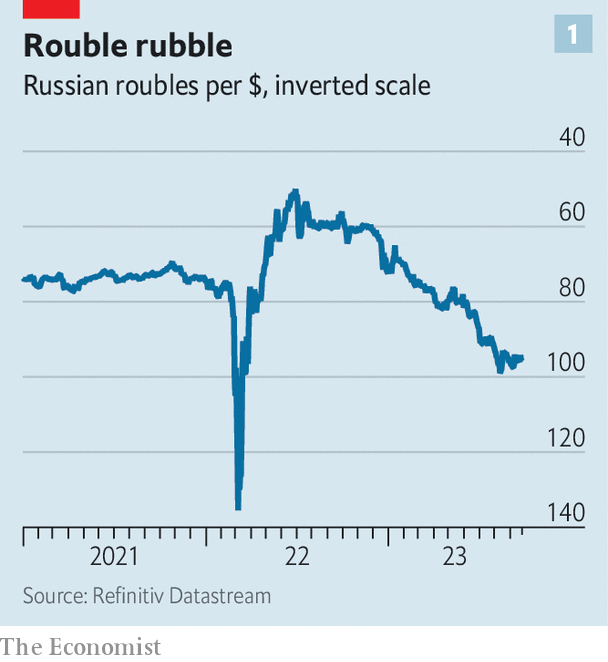 Rouble rubble
1
Russian roubles per $, inverted scale
40
60
80
100
120
140
2021
22
23
Source: Refinitiv Datastream
The Economist